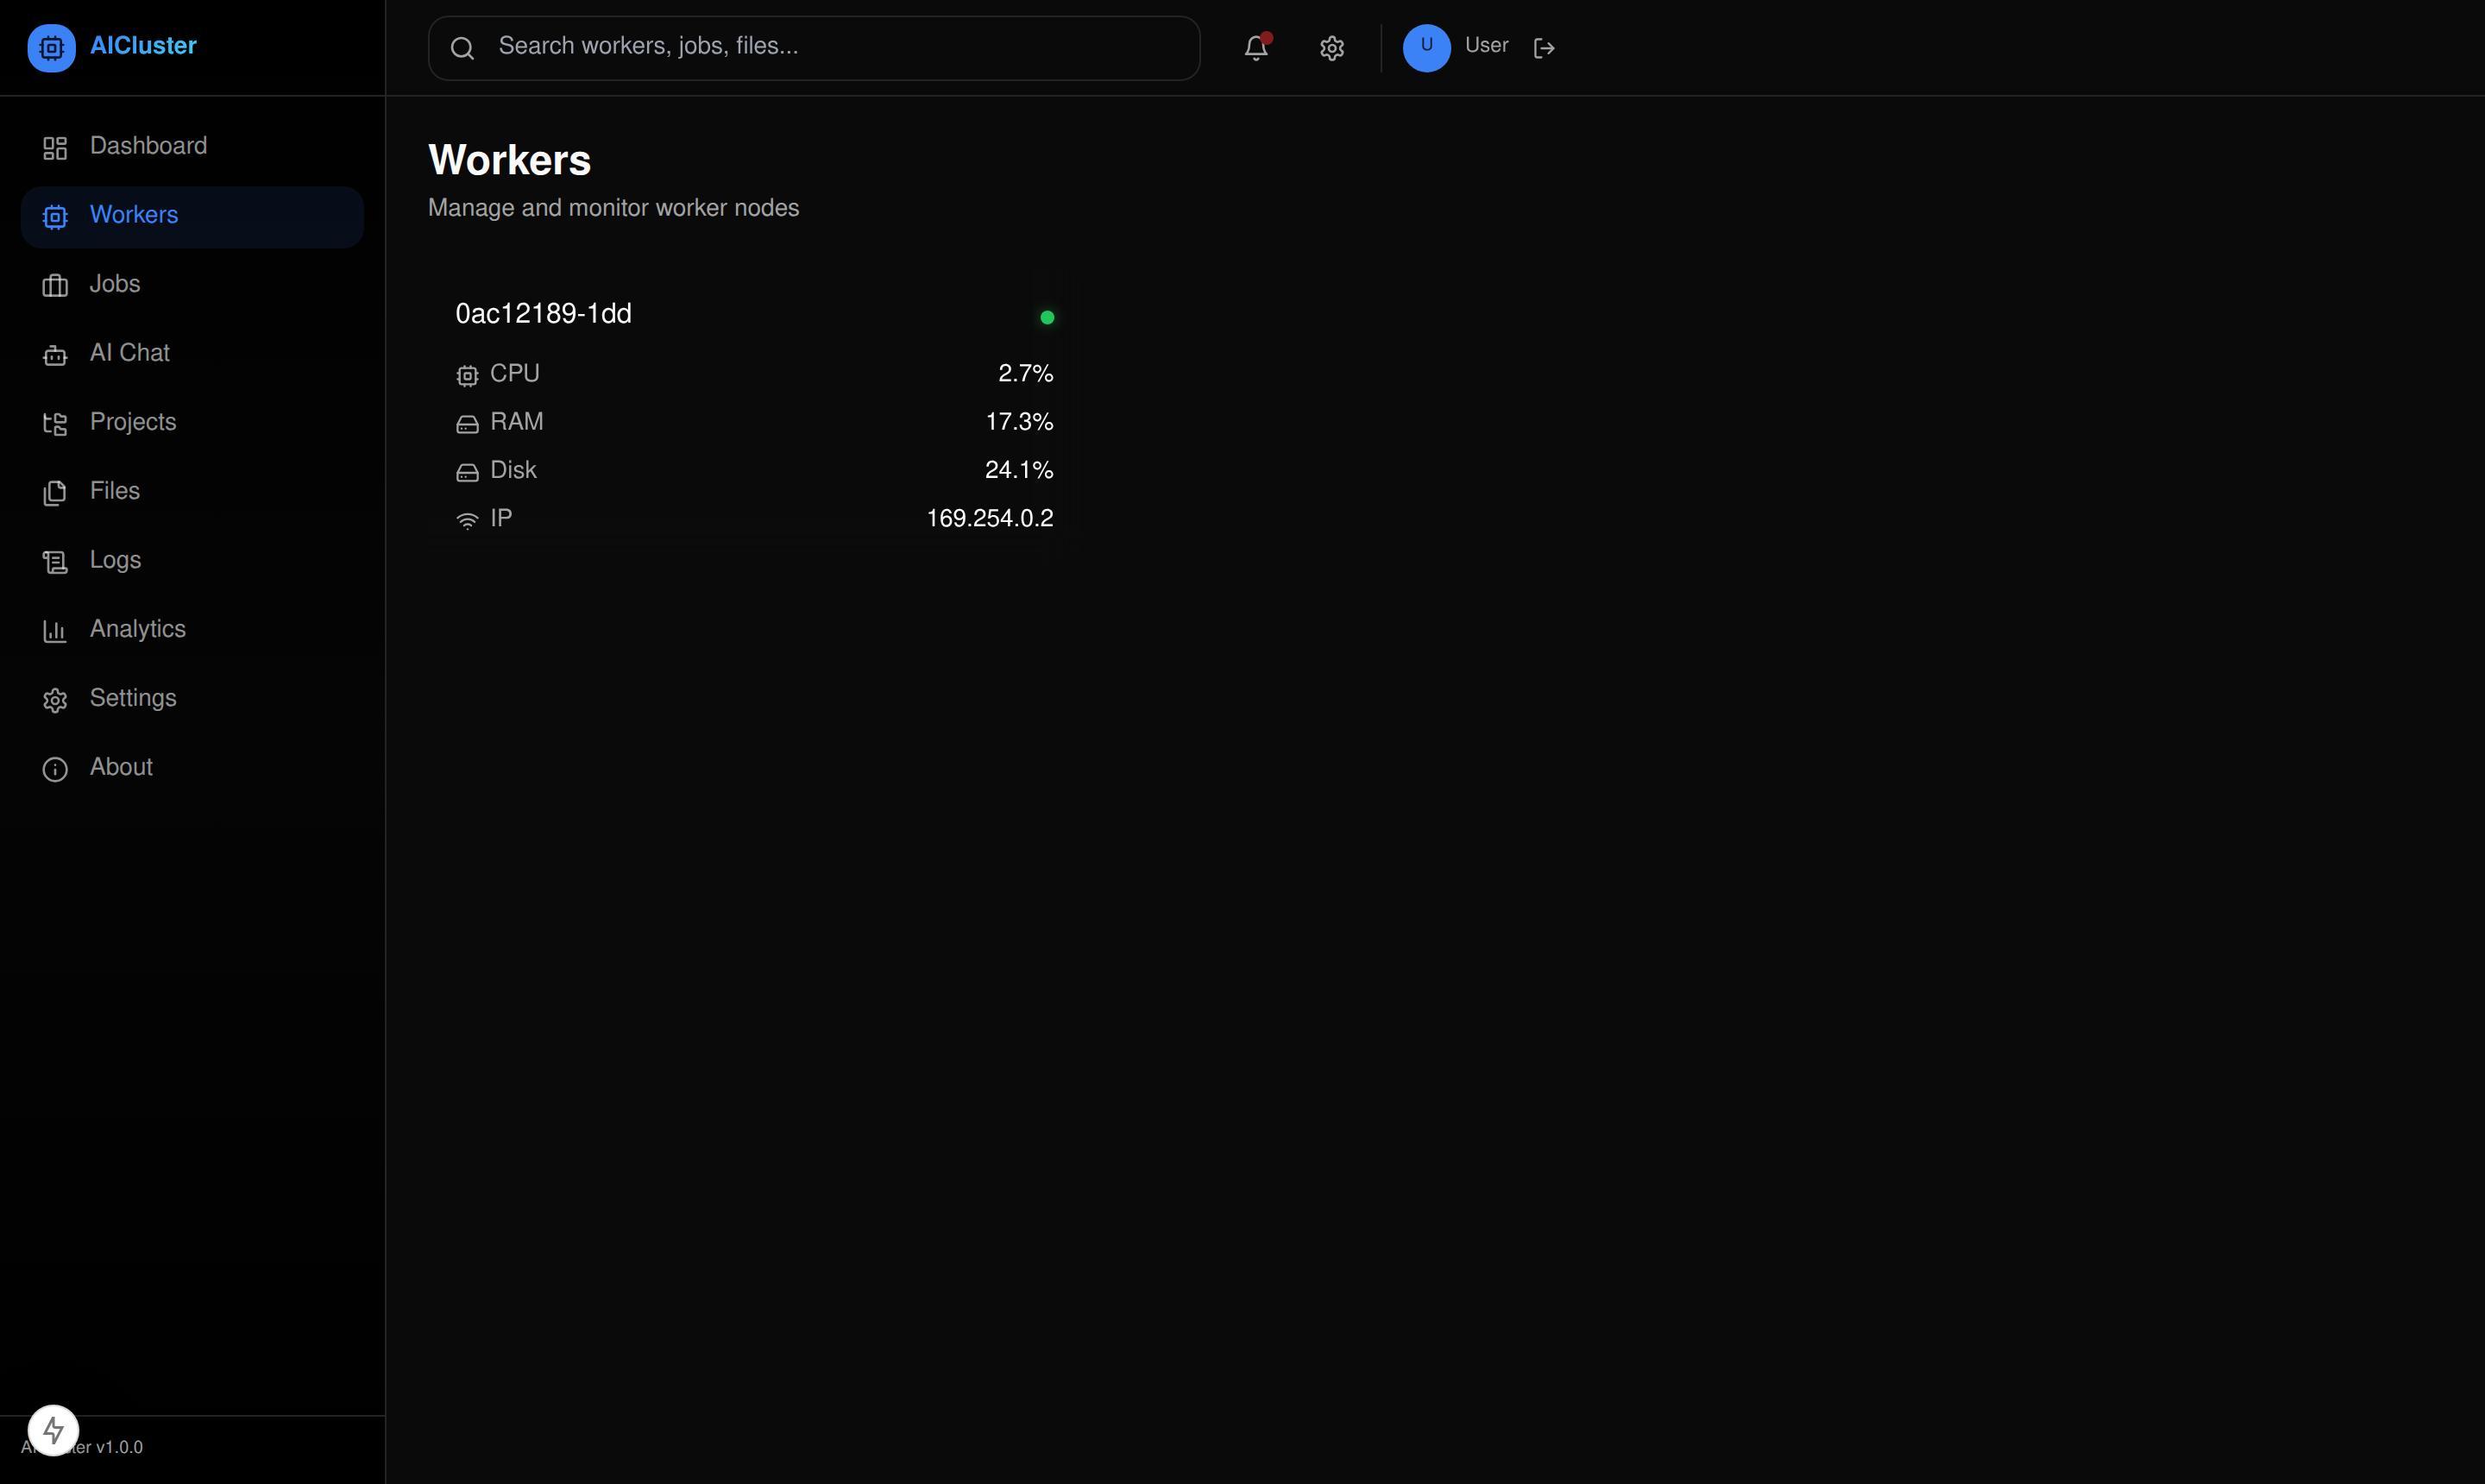 AICluster
Search workers, jobs, files...
U
User
Dashboard
Workers
Jobs
AI Chat
Projects
Files
Logs
Analytics
Settings
About
Workers
Manage and monitor worker nodes
0ac12189-1dd
CPU 2.7%
RAM 17.3%
Disk 24.1%
IP 169.254.0.2
v1.0.0